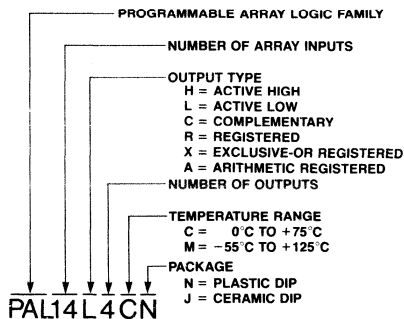 PROGRAMMABLE ARRAY LOGIC FAMILY
NUMBER OF ARRAY INPUTS
OUTPUT TYPE
H = ACTIVE HIGH
L = ACTIVE LOW
C = COMPLEMENTARY
R = REGISTERED
X = EXCLUSIVE-OR REGISTERED
A = ARITHMETIC REGISTERED
NUMBER OF OUTPUTS
TEMPERATURE RANGE
C = 0°C TO +75°C
M = -55°C TO +125°C
PACKAGE
N = PLASTIC DIP
J = CERAMIC DIP
PAL14L4CN